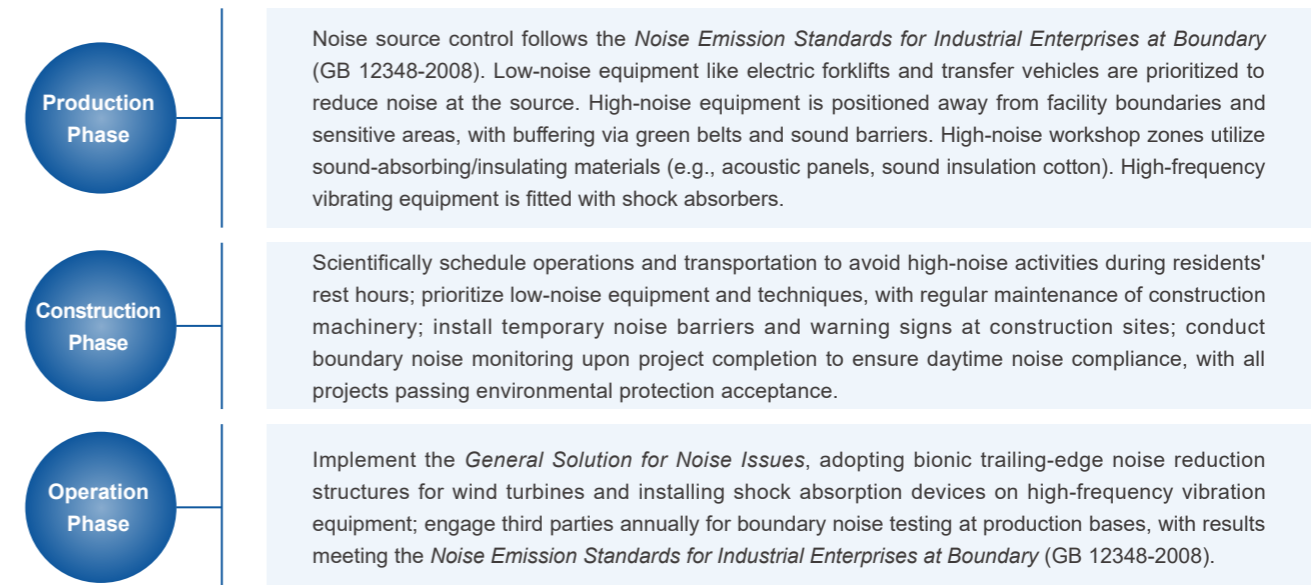 Production
Phase
Noise source control follows the Noise Emission Standards for Industrial Enterprises at Boundary
(GB 12348-2008). Low-noise equipment like electric forklifts and transfer vehicles are prioritized to
reduce noise at the source. High-noise equipment is positioned away from facility boundaries and
sensitive areas, with buffering via green belts and sound barriers. High-noise workshop zones utilize
sound-absorbing/insulating materials (e.g., acoustic panels, sound insulation cotton). High-frequency
vibrating equipment is fitted with shock absorbers.
Construction
Phase
Scientifically schedule operations and transportation to avoid high-noise activities during residents'
rest hours; prioritize low-noise equipment and techniques, with regular maintenance of construction
machinery; install temporary noise barriers and warning signs at construction sites; conduct
boundary noise monitoring upon project completion to ensure daytime noise compliance, with all
projects passing environmental protection acceptance.
Operation
Phase
Implement the General Solution for Noise Issues, adopting bionic trailing-edge noise reduction
structures for wind turbines and installing shock absorption devices on high-frequency vibration
equipment; engage third parties annually for boundary noise testing at production bases, with results
meeting the Noise Emission Standards for Industrial Enterprises at Boundary (GB 12348-2008).